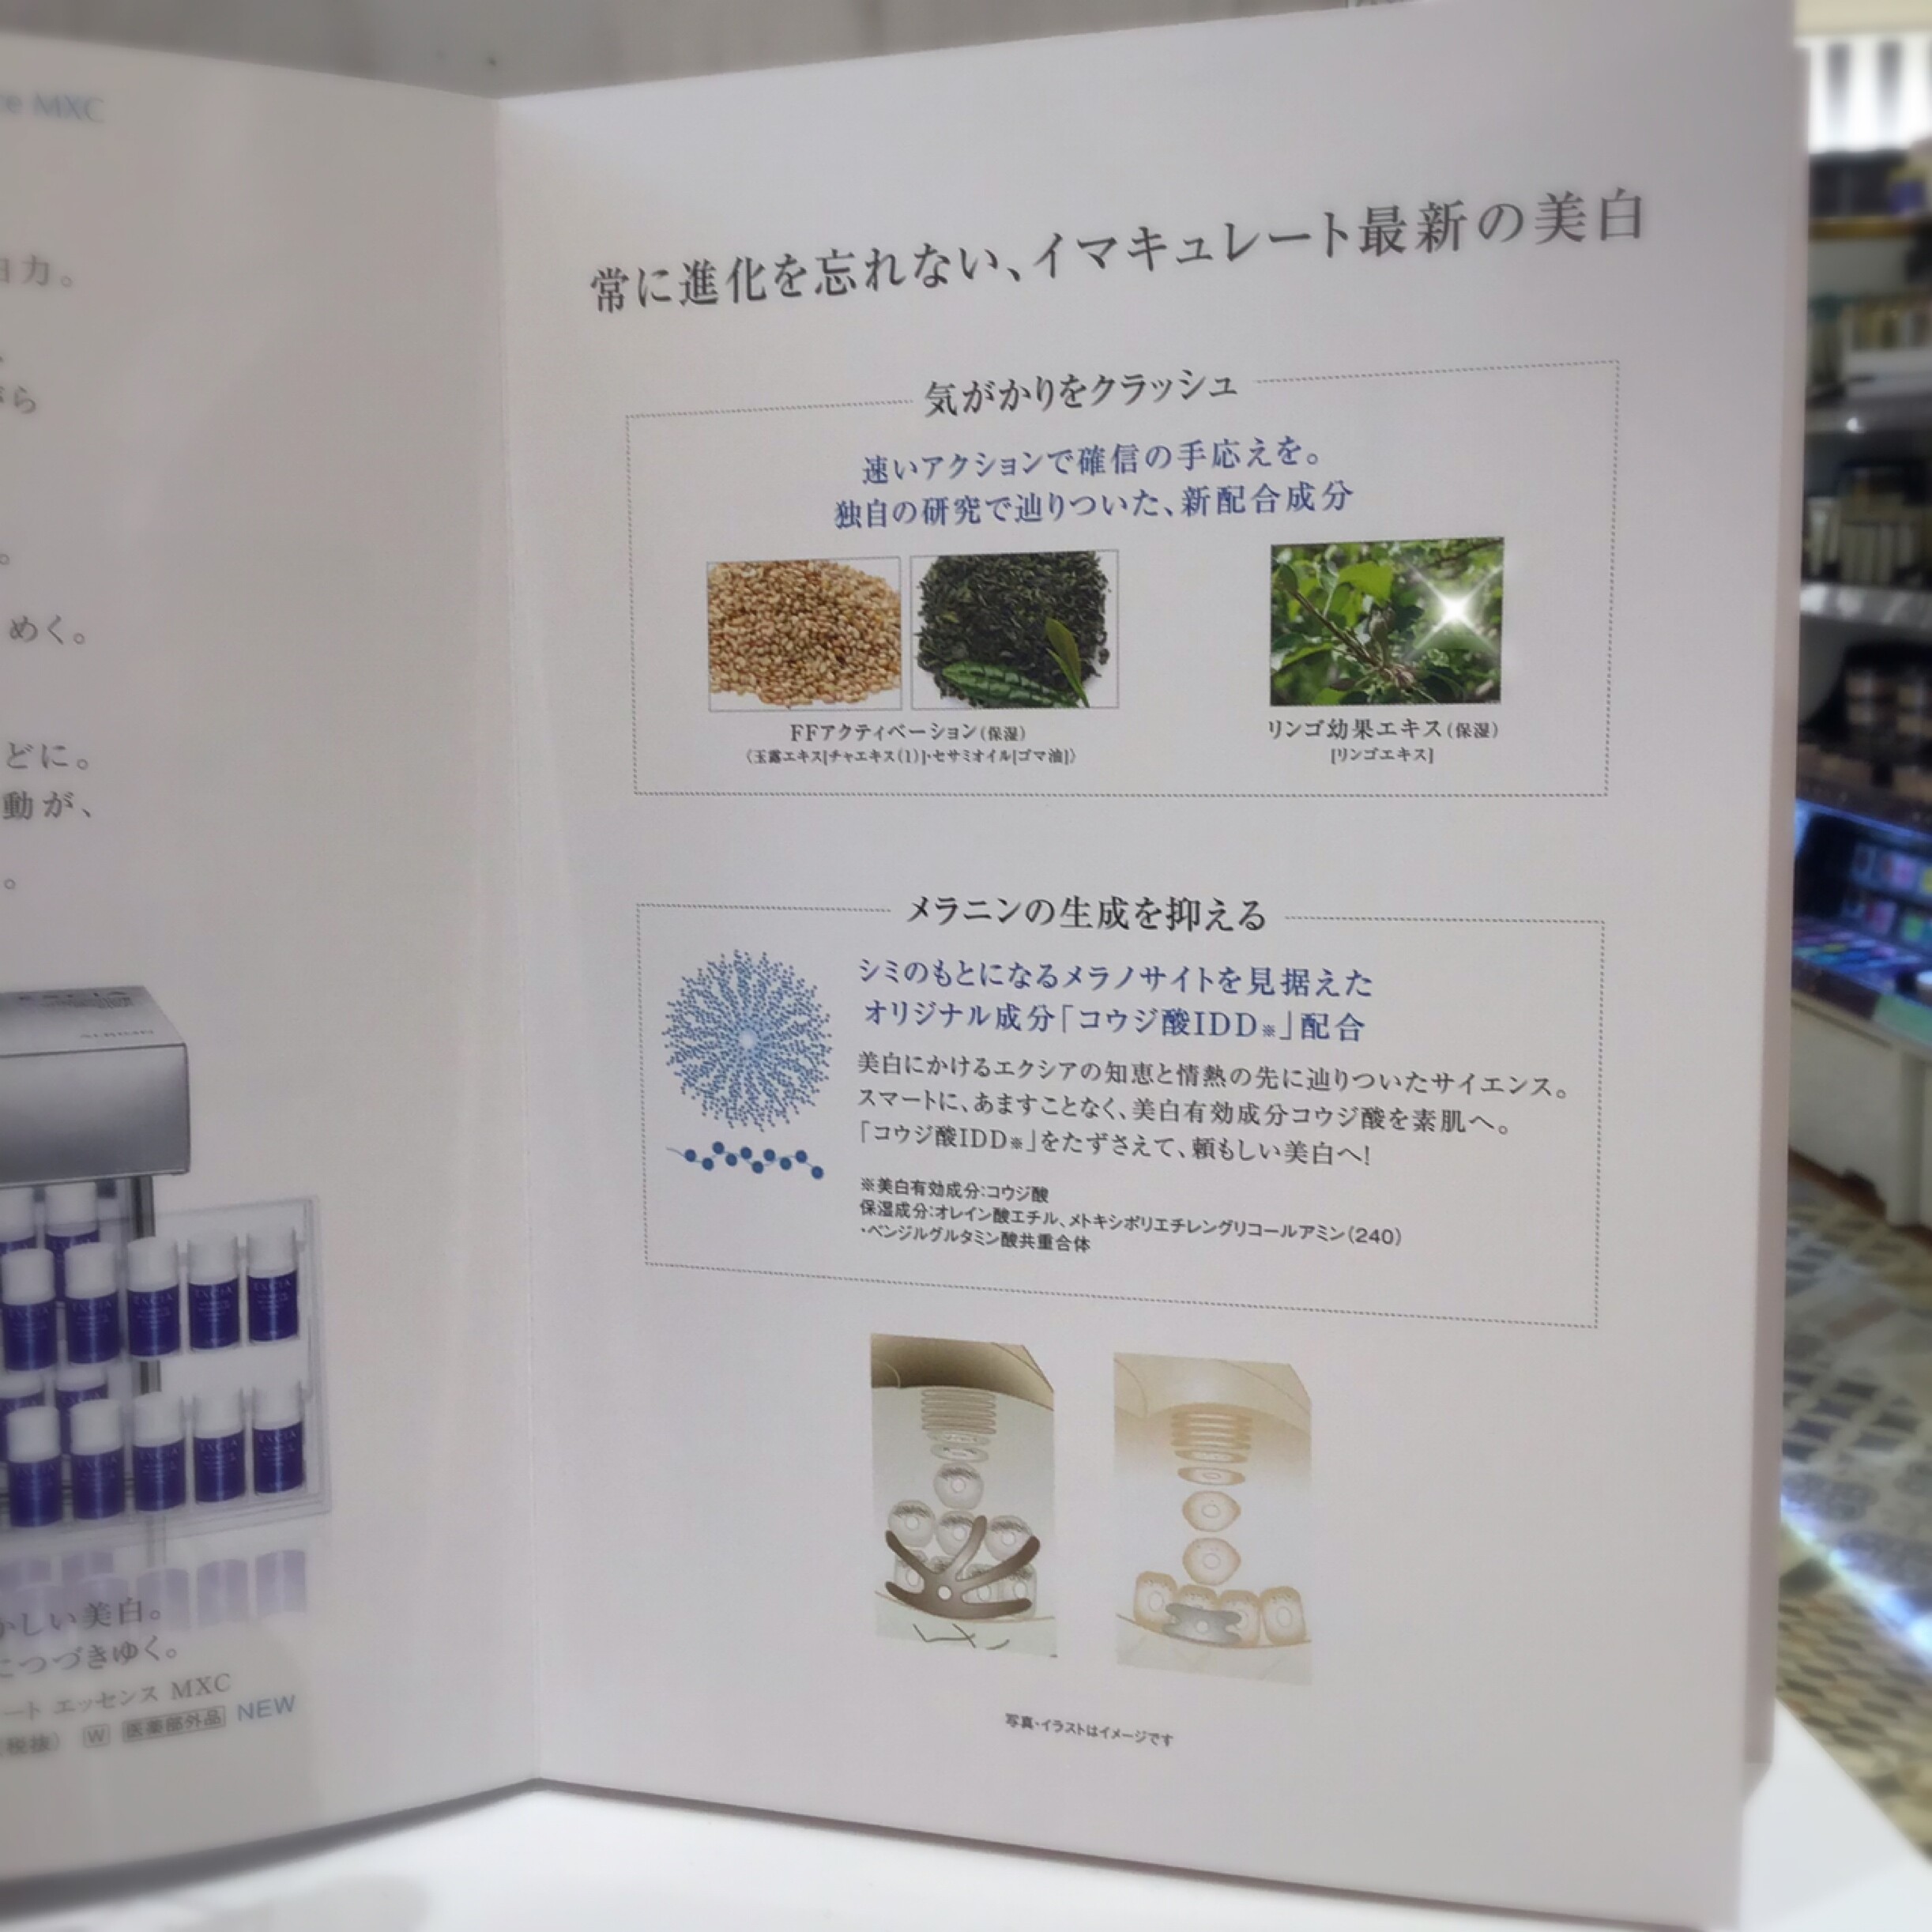 re MXC
力。
がら
めく。
どに。
動が、
かしい美白。
につづきゆく。
ート エッセンス MXC
税抜） W 医薬部外品 NEW
常に進化を忘れない、イマキュレート最新の美白
気がかりをクラッシュ
速いアクションで確信の手応えを。
独自の研究で辿りついた、新配合成分
FFアクティベーション（保湿）
〈玉露エキス[チャエキス（1）]・セサミオイル[ゴマ油]〉
リンゴ幼果エキス（保湿）
[リンゴエキス]
メラニンの生成を抑える
シミのもとになるメラノサイトを見据えた
オリジナル成分「コウジ酸IDD※」配合
美白にかけるエクシアの知恵と情熱の先に辿りついたサイエンス。
スマートに、あますことなく、美白有効成分コウジ酸を素肌へ。
「コウジ酸IDD※」をたずさえて、頼もしい美白へ！
※美白有効成分：コウジ酸
保湿成分：オレイン酸エチル、メトキシポリエチレングリコールアミン（240）
・ベンジルグルタミン酸共重合体
写真・イラストはイメージです